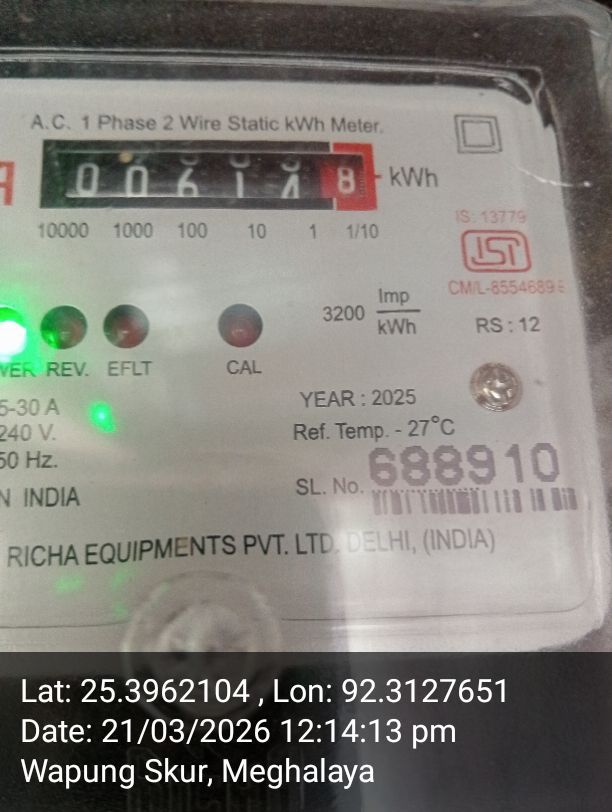 A.C. 1 Phase 2 Wire Static kWh Meter.
0 0 6 1 4 8 kWh
10000 1000 100 10 1 1/10
IS: 13779
ISI
CM/L-8554689
3200 Imp
kWh
RS : 12
REV. EFLT CAL
5-30 A
YEAR : 2025
240 V.
Ref. Temp. - 27°C
50 Hz.
SL. No. 688910
N INDIA
RICHA EQUIPMENTS PVT. LTD. DELHI, (INDIA)
Lat: 25.3962104 , Lon: 92.3127651
Date: 21/03/2026 12:14:13 pm
Wapung Skur, Meghalaya